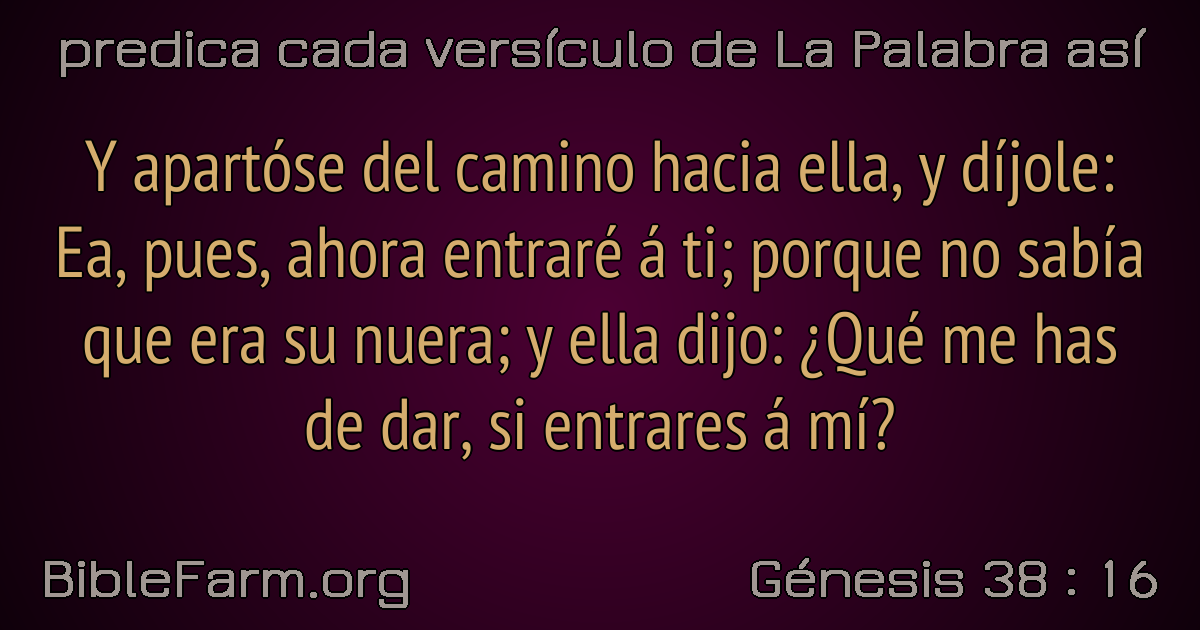 predica cada versículo de La Palabra así
Y apartóse del camino hacia ella, y díjole:
Ea, pues, ahora entraré á ti; porque no sabía
que era su nuera; y ella dijo: ¿Qué me has
de dar, si entrares á mí?
BibleFarm.org
Génesis 38 : 16